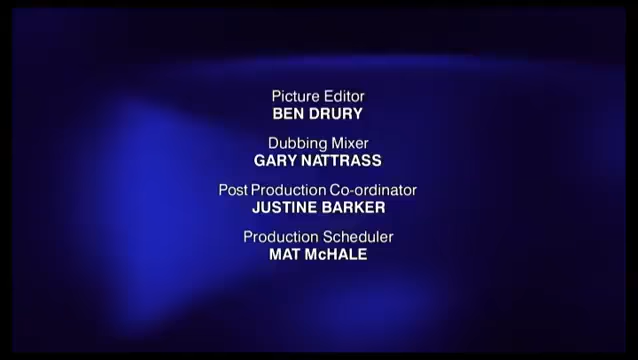 Picture Editor
BEN DRURY
Dubbing Mixer
GARY NATTRASS
Post Production Co-ordinator
JUSTINE BARKER
Production Scheduler
MAT McHALE